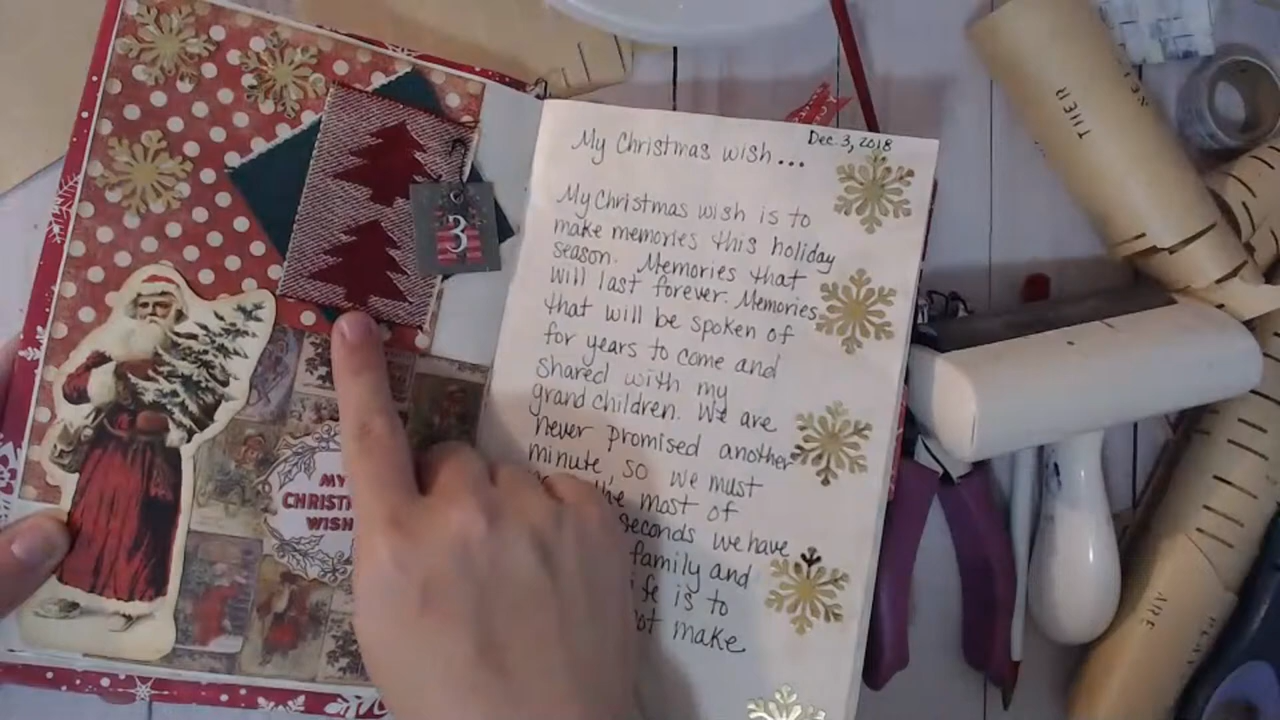 3
MY
CHRIST
WISH
Dec. 3, 2018
My Christmas wish...
My Christmas wish is to
make memories this holiday
season. Memories that
will last forever. Memories
that will be spoken of
for years to come and
shared with my
grand children. We are
never promised another
minute, so we must
the most of
seconds we have
family and
is to
make
THER
ARE